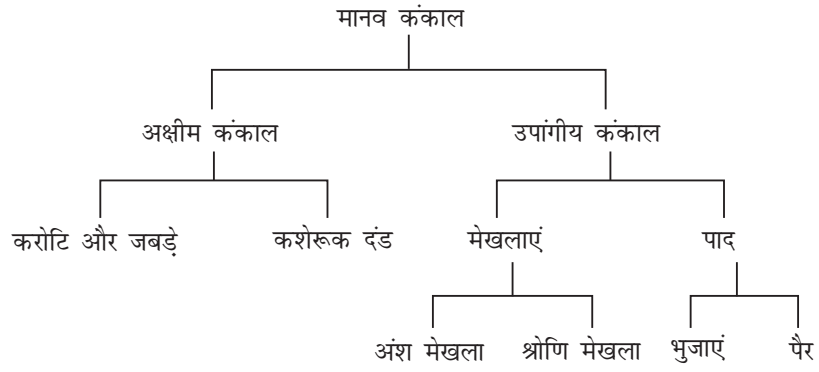 मानव कंकाल
अक्षीम कंकाल उपांगीय कंकाल
करोटि और जबड़े कशेरूक दंड मेखलाएं पाद
अंश मेखला श्रोणि मेखला भुजाएं पैर